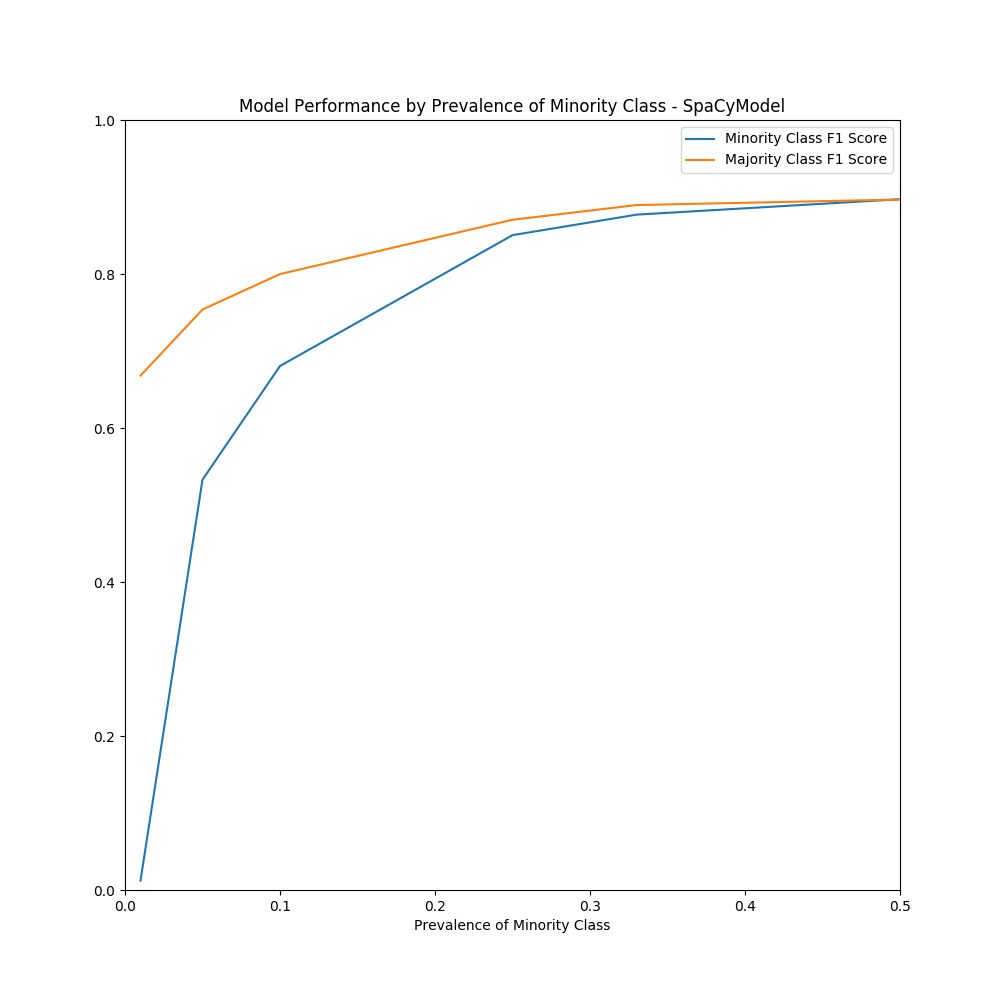 Model Performance by Prevalence of Minority Class - SpaCyModel
1.0
Minority Class F1 Score
Majority Class F1 Score
0.8
0.6
0.4
0.2
0.0
0.0 0.1 0.2 0.3 0.4 0.5
Prevalence of Minority Class